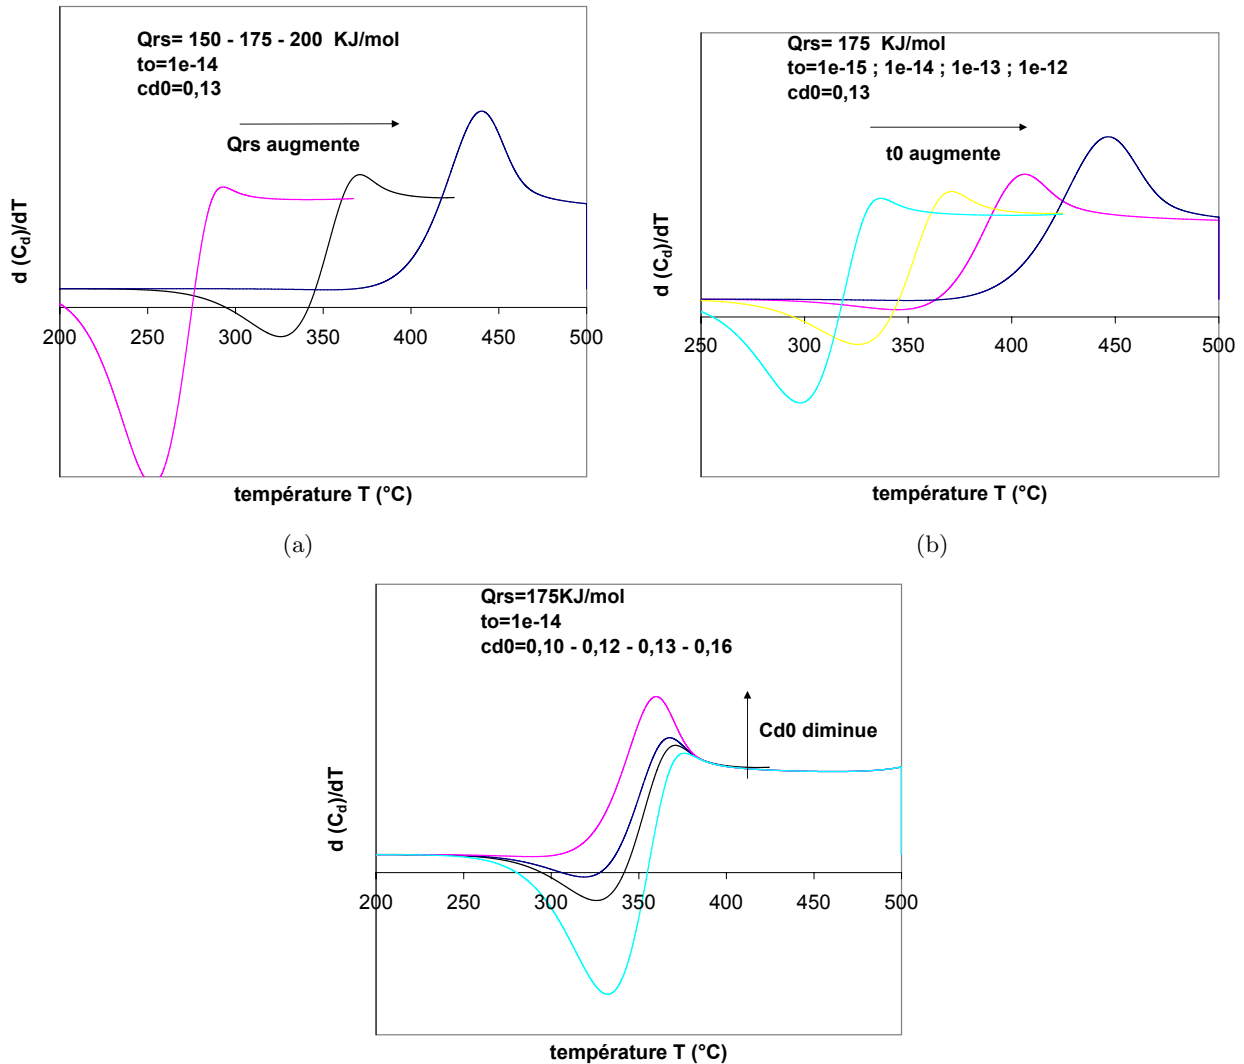 Qrs= 150 - 175 - 200 KJ/mol
to=1e-14
cd0=0,13
Qrs augmente
d (Cd)/dT
200 250 300 350 400 450 500
température T (°C)
(a)
Qrs= 175 KJ/mol
to=1e-15 ; 1e-14 ; 1e-13 ; 1e-12
cd0=0,13
t0 augmente
d (Cd)/dT
250 300 350 400 450 500
température T (°C)
(b)
Qrs=175KJ/mol
to=1e-14
cd0=0,10 - 0,12 - 0,13 - 0,16
Cd0 diminue
d (Cd)/dT
200 250 300 350 400 450 500
température T (°C)